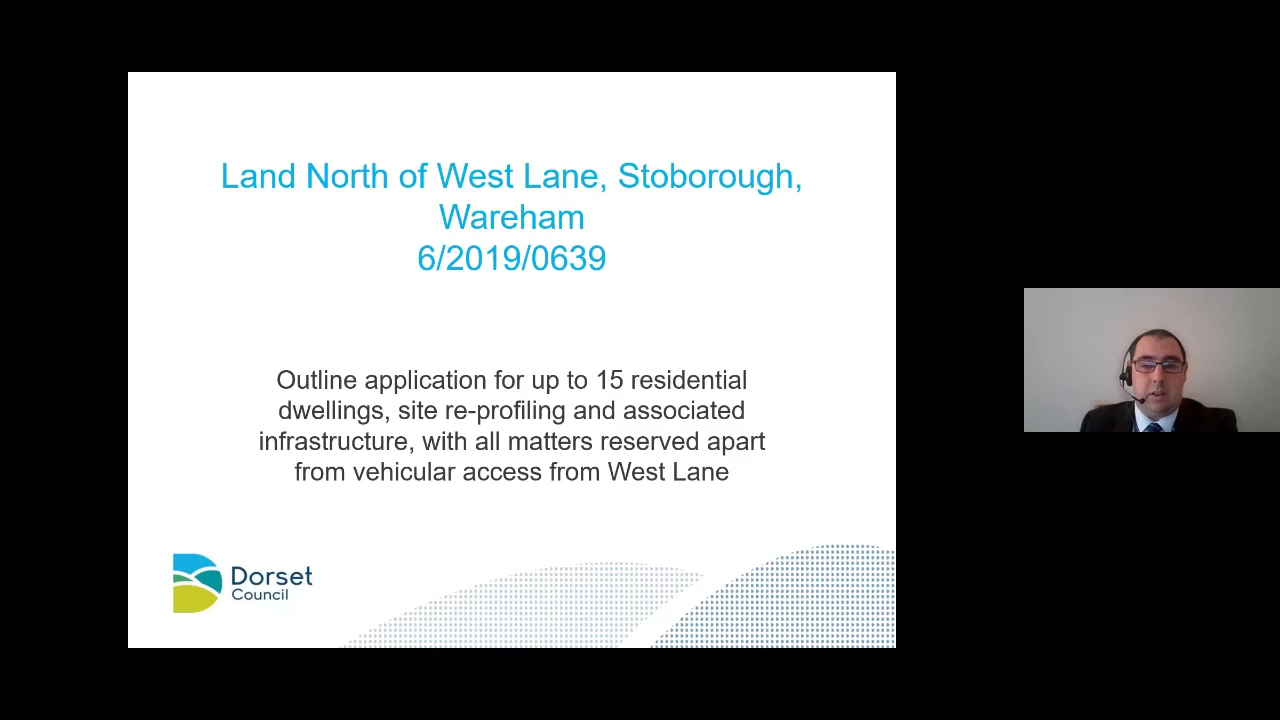 Land North of West Lane, Stoborough,
Wareham
6/2019/0639
Outline application for up to 15 residential
dwellings, site re-profiling and associated
infrastructure, with all matters reserved apart
from vehicular access from West Lane
Dorset
Council